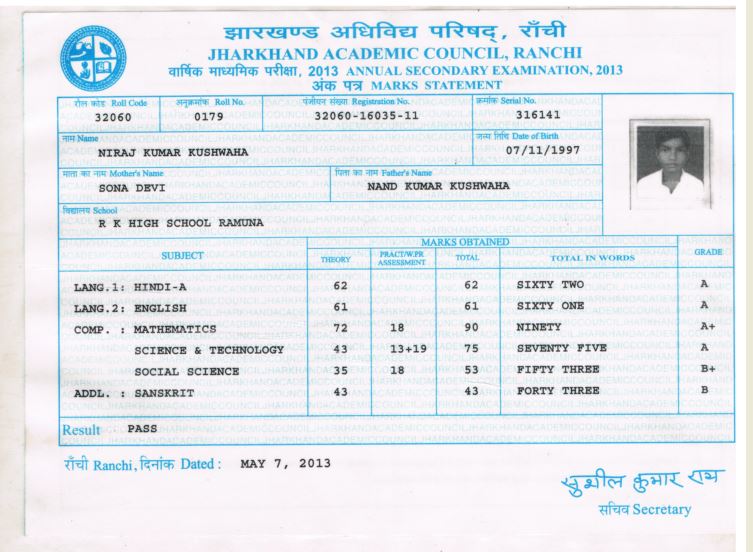 झारखण्ड अधिविद्य परिषद्, राँची
JHARKHAND ACADEMIC COUNCIL, RANCHI
वार्षिक माध्यमिक परीक्षा, 2013 ANNUAL SECONDARY EXAMINATION, 2013
अंक पत्र MARKS STATEMENT
रोल कोड Roll Code अनुक्रमांक Roll No. पंजीयन संख्या Registration No. क्रमांक Serial No.
32060 0179 32060-16035-11 316141
नाम Name जन्म तिथि Date of Birth
NIRAJ KUMAR KUSHWAHA 07/11/1997
माता का नाम Mother's Name पिता का नाम Father's Name
SONA DEVI NAND KUMAR KUSHWAHA
विद्यालय School
R K HIGH SCHOOL RAMUNA
SUBJECT MARKS OBTAINED GRADE
THEORY PRACT/W.PR ASSESSMENT TOTAL TOTAL IN WORDS
LANG.1: HINDI-A 62 62 SIXTY TWO A
LANG.2: ENGLISH 61 61 SIXTY ONE A
COMP. : MATHEMATICS 72 18 90 NINETY A+
SCIENCE & TECHNOLOGY 43 13+19 75 SEVENTY FIVE A
SOCIAL SCIENCE 35 18 53 FIFTY THREE B+
ADDL. : SANSKRIT 43 43 FORTY THREE B
Result PASS
राँची Ranchi, दिनांक Dated : MAY 7, 2013
सुशील कुमार राय
सचिव Secretary